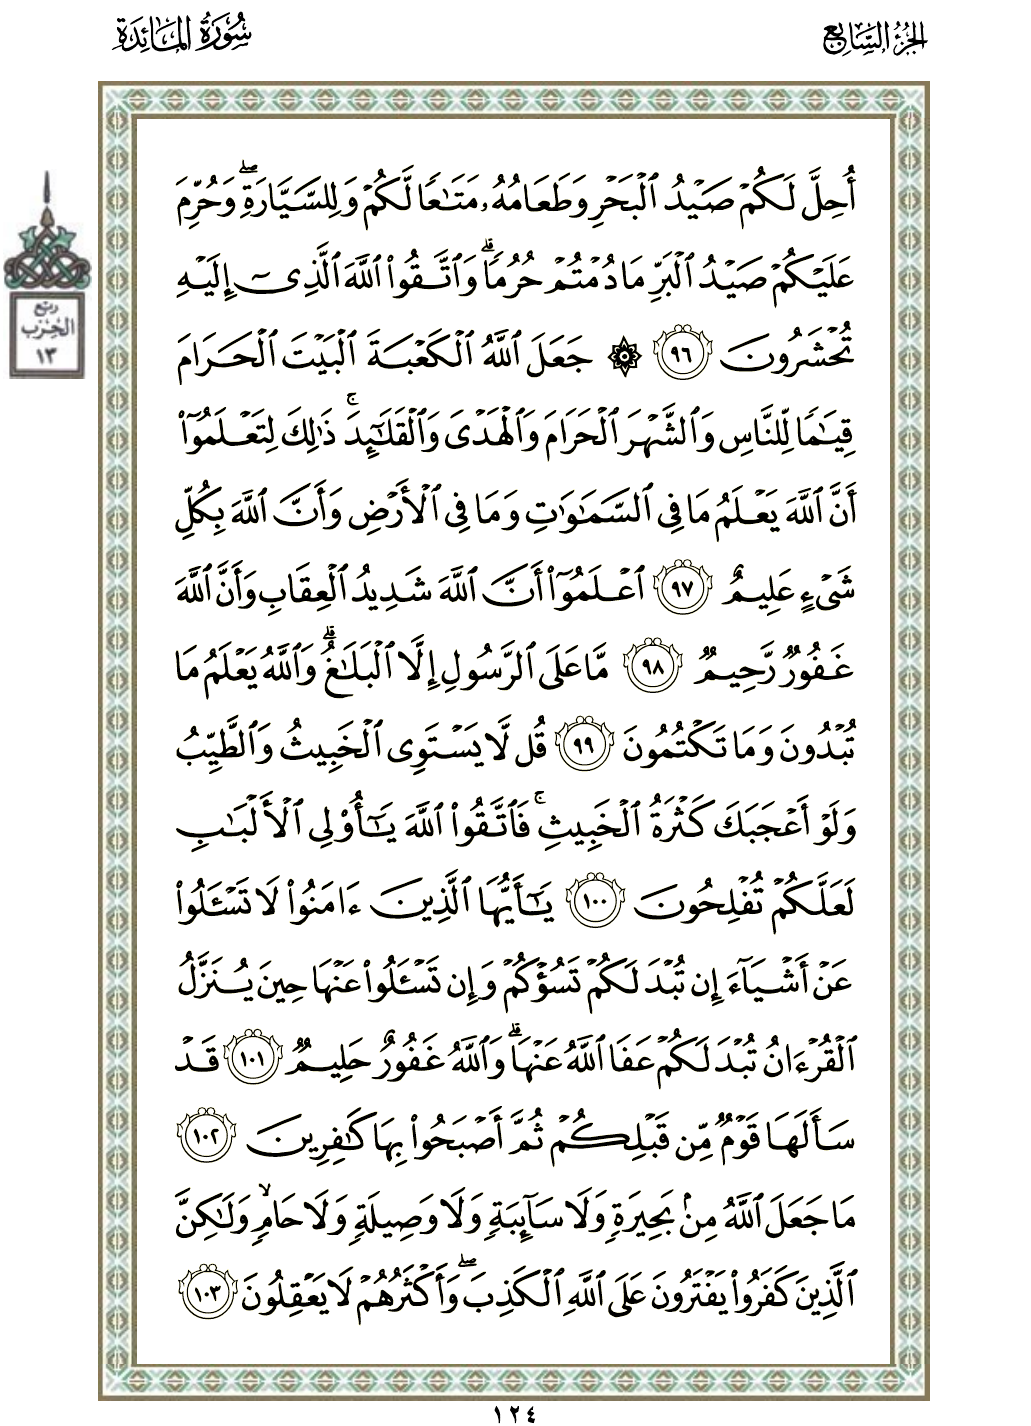 الجزء السابع
سورة المائدة
ربع
الحزب
١٣
أُحِلَّ لَكُمْ صَيْدُ ٱلْبَحْرِ وَطَعَامُهُۥ مَتَٰعًا لَّكُمْ وَلِلسَّيَّارَةِ ۖ وَحُرِّمَ
عَلَيْكُمْ صَيْدُ ٱلْبَرِّ مَا دُمْتُمْ حُرُمًا ۗ وَٱتَّقُوا۟ ٱللَّهَ ٱلَّذِىٓ إِلَيْهِ
تُحْشَرُونَ ٩٦ ۞ جَعَلَ ٱللَّهُ ٱلْكَعْبَةَ ٱلْبَيْتَ ٱلْحَرَامَ
قِيَٰمًا لِّلنَّاسِ وَٱلشَّهْرَ ٱلْحَرَامَ وَٱلْهَدْىَ وَٱلْقَلَٰٓئِدَ ۚ ذَٰلِكَ لِتَعْلَمُوٓا۟
أَنَّ ٱللَّهَ يَعْلَمُ مَا فِى ٱلسَّمَٰوَٰتِ وَمَا فِى ٱلْأَرْضِ وَأَنَّ ٱللَّهَ بِكُلِّ
شَىْءٍ عَلِيمٌ ٩٧ ٱعْلَمُوٓا۟ أَنَّ ٱللَّهَ شَدِيدُ ٱلْعِقَابِ وَأَنَّ ٱللَّهَ
غَفُورٌ رَّحِيمٌ ٩٨ مَّا عَلَى ٱلرَّسُولِ إِلَّا ٱلْبَلَٰغُ ۗ وَٱللَّهُ يَعْلَمُ مَا
تُبْدُونَ وَمَا تَكْتُمُونَ ٩٩ قُل لَّا يَسْتَوِى ٱلْخَبِيثُ وَٱلطَّيِّبُ
وَلَوْ أَعْجَبَكَ كَثْرَةُ ٱلْخَبِيثِ ۚ فَٱتَّقُوا۟ ٱللَّهَ يَٰٓأُو۟لِى ٱلْأَلْبَٰبِ
لَعَلَّكُمْ تُفْلِحُونَ ١٠٠ يَٰٓأَيُّهَا ٱلَّذِينَ ءَامَنُوا۟ لَا تَسْـَٔلُوا۟
عَنْ أَشْيَآءَ إِن تُبْدَ لَكُمْ تَسُؤْكُمْ وَإِن تَسْـَٔلُوا۟ عَنْهَا حِينَ يُنَزَّلُ
ٱلْقُرْءَانُ تُبْدَ لَكُمْ عَفَا ٱللَّهُ عَنْهَا ۗ وَٱللَّهُ غَفُورٌ حَلِيمٌ ١٠١ قَدْ
سَأَلَهَا قَوْمٌ مِّن قَبْلِكُمْ ثُمَّ أَصْبَحُوا۟ بِهَا كَٰفِرِينَ ١٠٢
مَا جَعَلَ ٱللَّهُ مِنۢ بَحِيرَةٍ وَلَا سَآئِبَةٍ وَلَا وَصِيلَةٍ وَلَا حَامٍ ۙ وَلَٰكِنَّ
ٱلَّذِينَ كَفَرُوا۟ يَفْتَرُونَ عَلَى ٱللَّهِ ٱلْكَذِبَ ۖ وَأَكْثَرُهُمْ لَا يَعْقِلُونَ ١٠٣
١٢٤